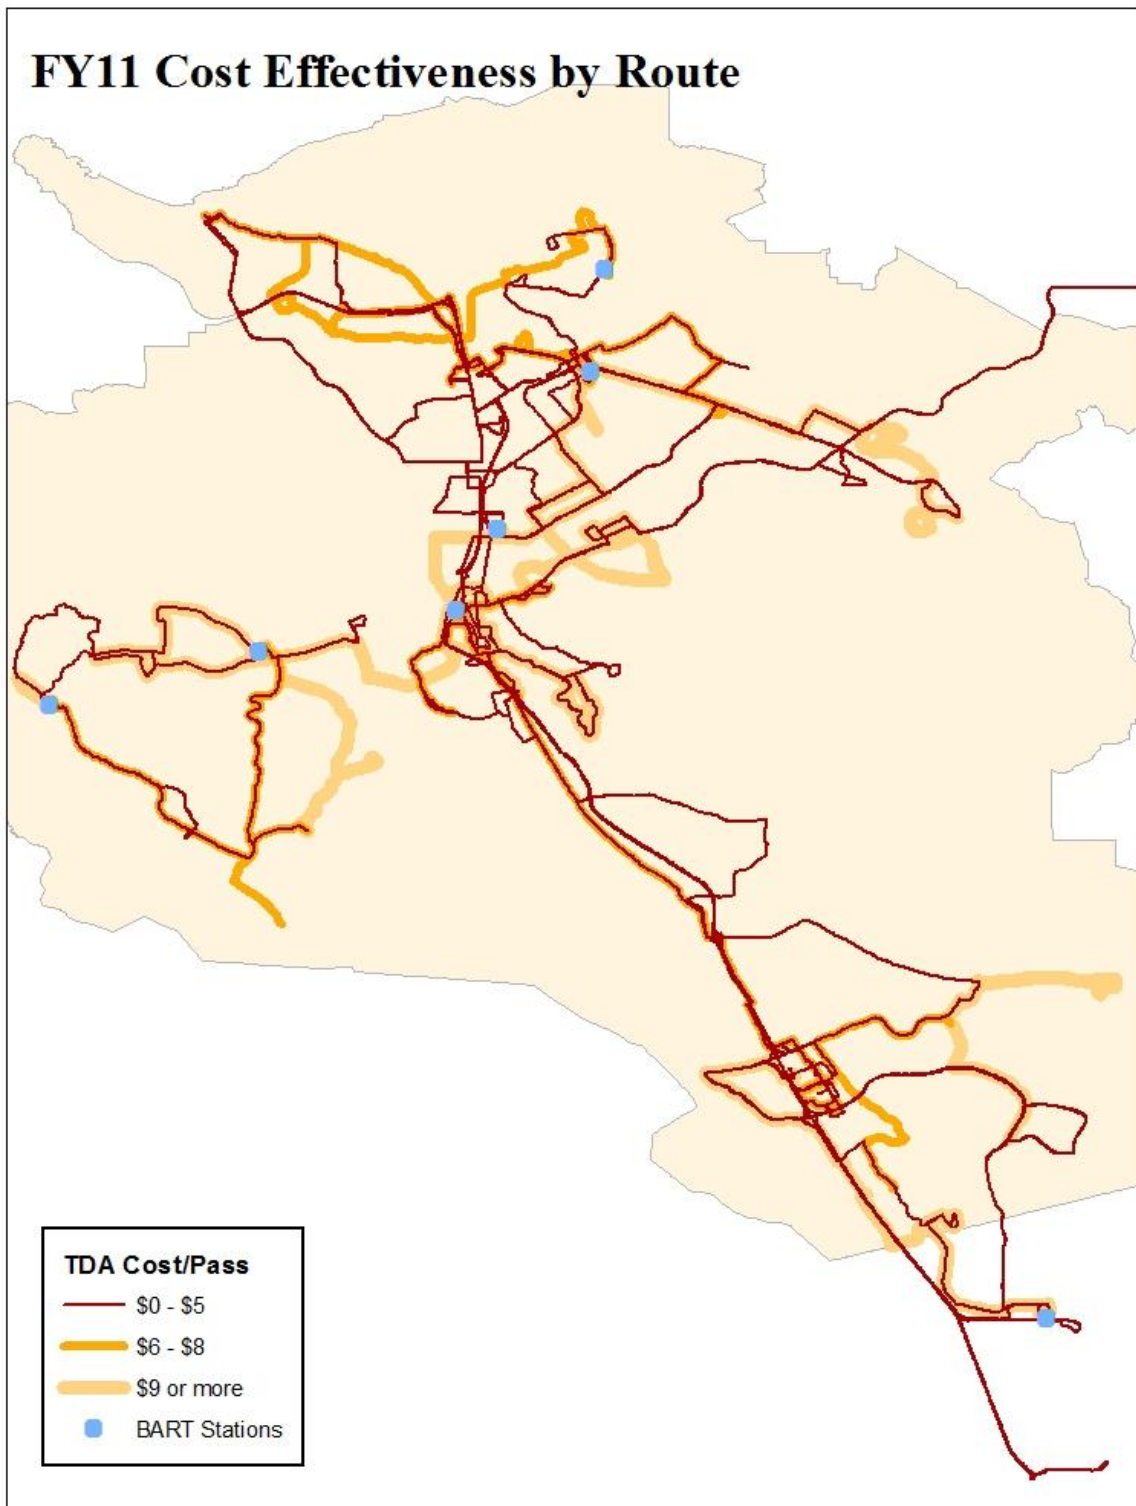 FY11 Cost Effectiveness by Route
TDA Cost/Pass
$0 - $5
$6 - $8
$9 or more
BART Stations